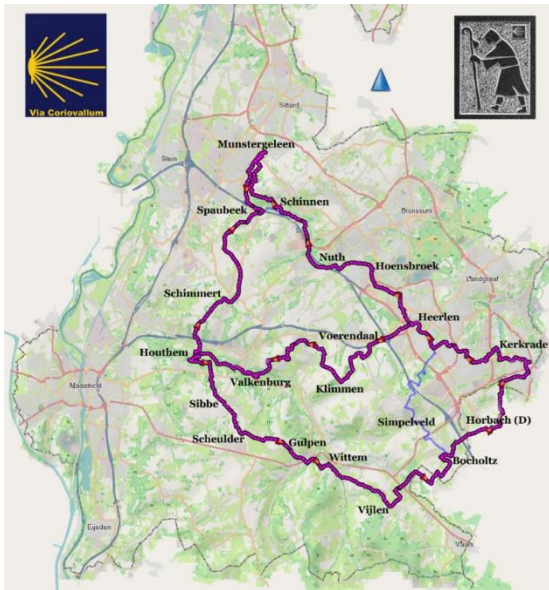 Via Coriovallum
Sittard
Munstergeleen
Stein
Schinnen
Spaubeek
Brunssum
Nuth
Hoensbroek
Landgraaf
Schimmert
Heerlen
Voerendaal
Kerkrade
Houthem
Maastricht
Valkenburg
Klimmen
Sibbe
Simpelveld
Horbach (D)
Scheulder
Gulpen
Wittem
Bocholtz
Vijlen
Eijsden
Vaals